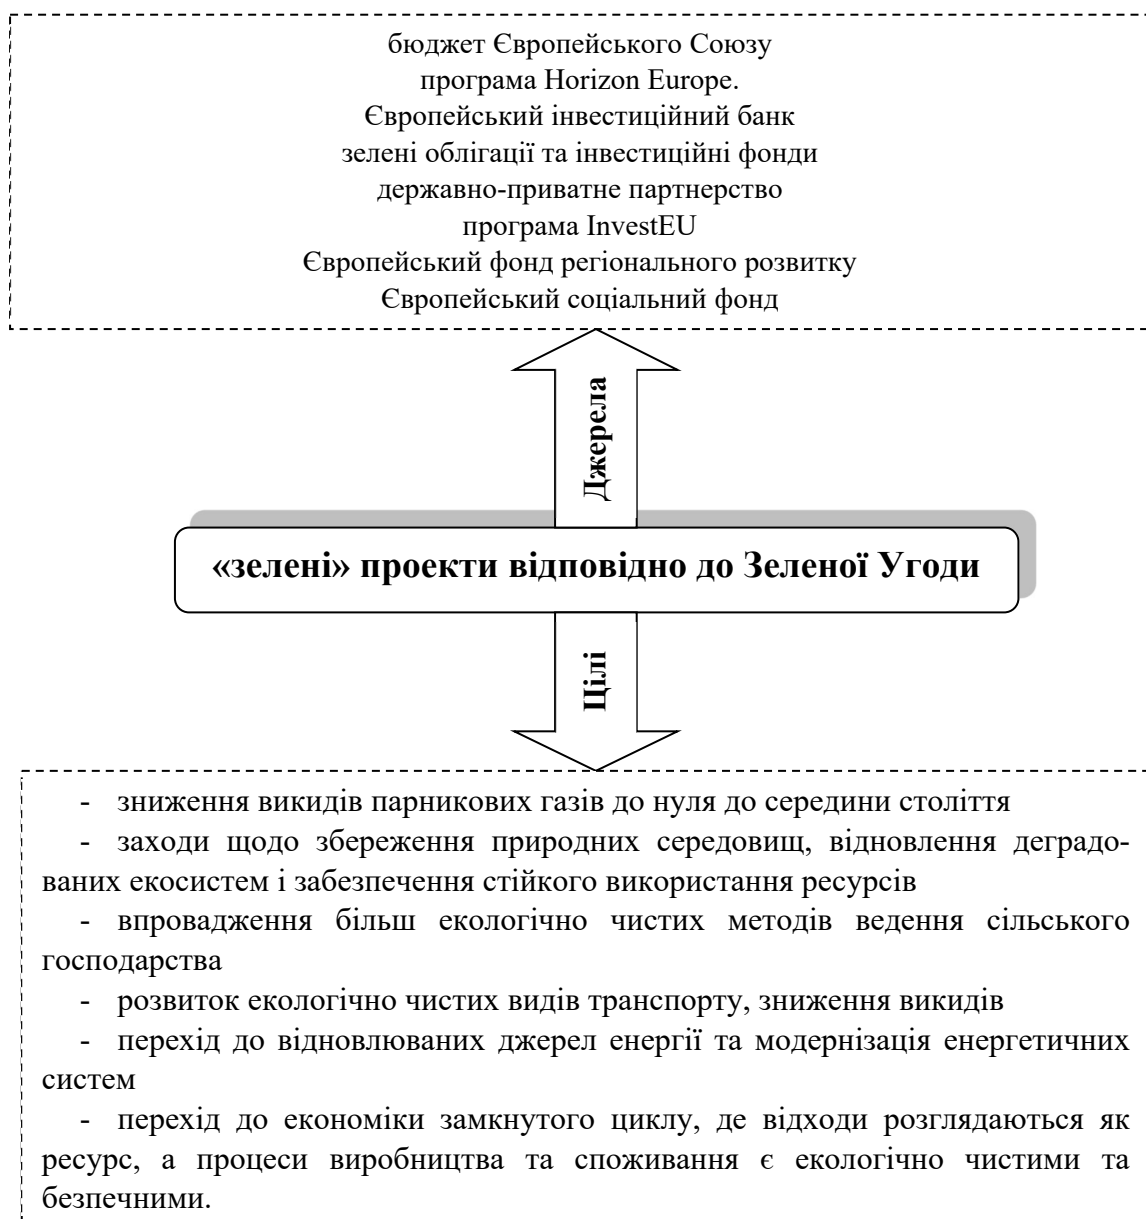 бюджет Європейського Союзу
програма Horizon Europe.
Європейський інвестиційний банк
зелені облігації та інвестиційні фонди
державно-приватне партнерство
програма InvestEU
Європейський фонд регіонального розвитку
Європейський соціальний фонд
Джерела
«зелені» проекти відповідно до Зеленої Угоди
Цілі
- зниження викидів парникових газів до нуля до середини століття
- заходи щодо збереження природних середовищ, відновлення деградо-
ваних екосистем і забезпечення стійкого використання ресурсів
- впровадження більш екологічно чистих методів ведення сільського
господарства
- розвиток екологічно чистих видів транспорту, зниження викидів
- перехід до відновлюваних джерел енергії та модернізація енергетичних
систем
- перехід до економіки замкнутого циклу, де відходи розглядаються як
ресурс, а процеси виробництва та споживання є екологічно чистими та
безпечними.